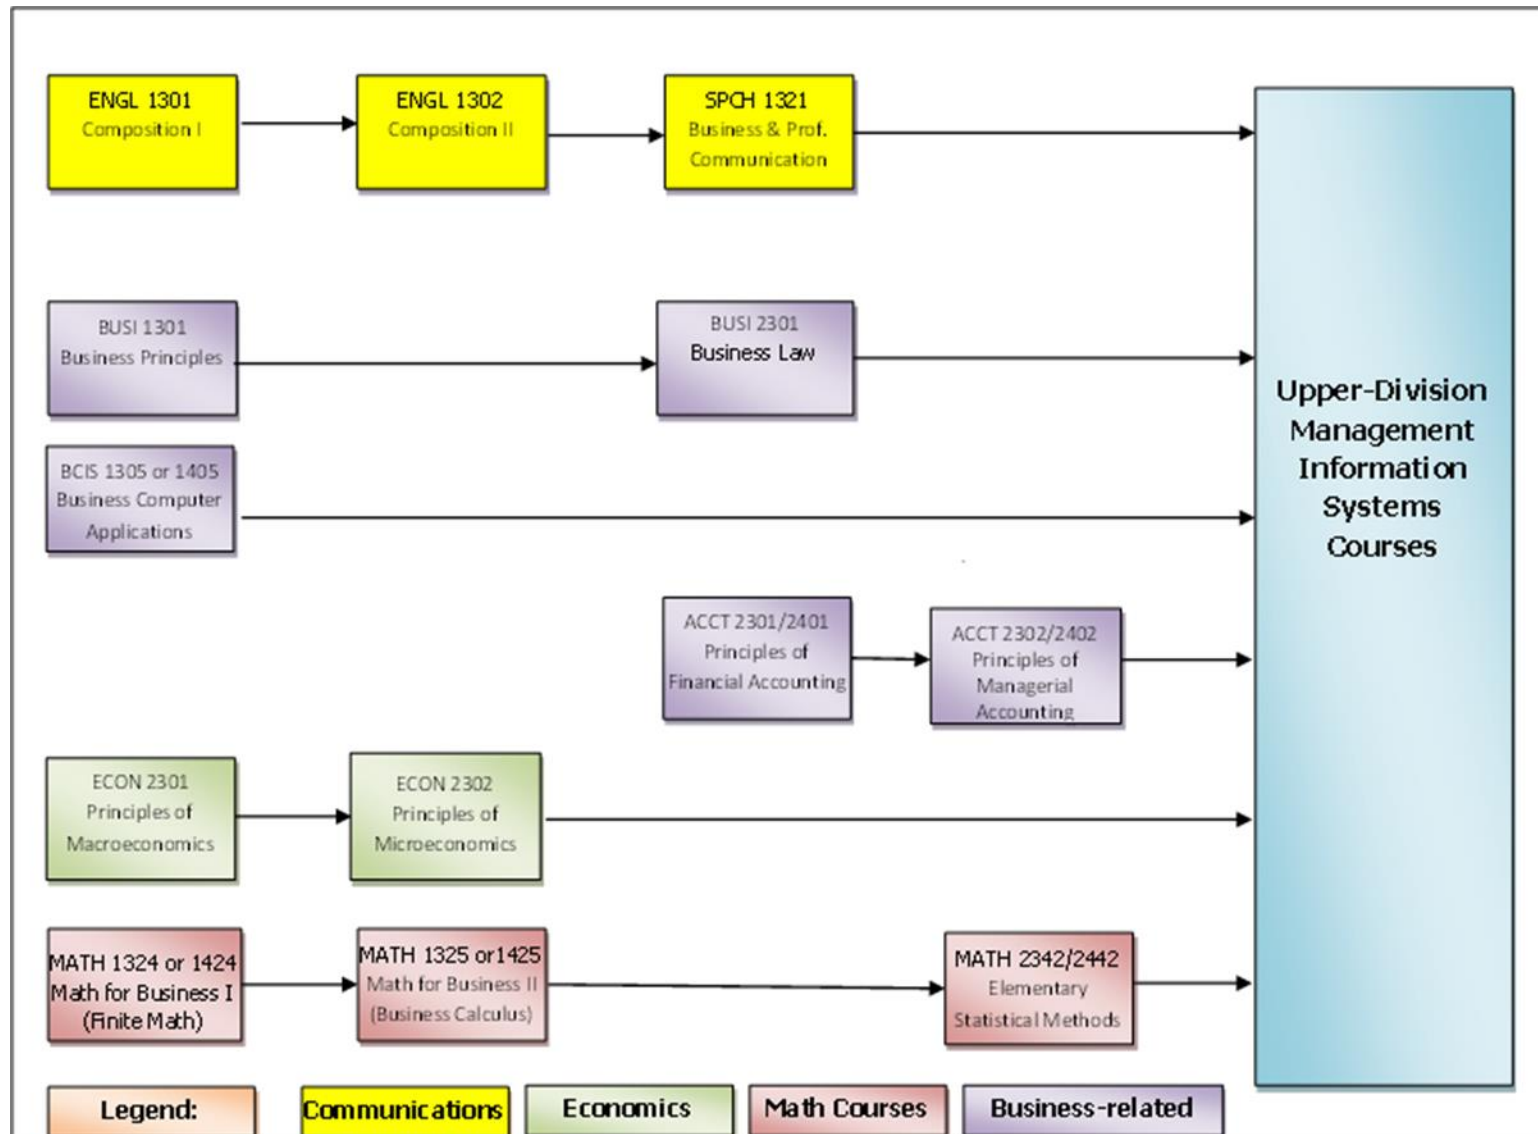 ENGL 1301
Composition I
ENGL 1302
Composition II
SPCH 1321
Business & Prof.
Communication
BUSI 1301
Business Principles
BUSI 2301
Business Law
BCIS 1305 or 1405
Business Computer
Applications
Upper-Division
Management
Information
Systems
Courses
ACCT 2301/2401
Principles of
Financial Accounting
ACCT 2302/2402
Principles of
Managerial
Accounting
ECON 2301
Principles of
Macroeconomics
ECON 2302
Principles of
Microeconomics
MATH 1324 or 1424
Math for Business I
(Finite Math)
MATH 1325 or1425
Math for Business II
(Business Calculus)
MATH 2342/2442
Elementary
Statistical Methods
Legend:
Communications
Economics
Math Courses
Business-related